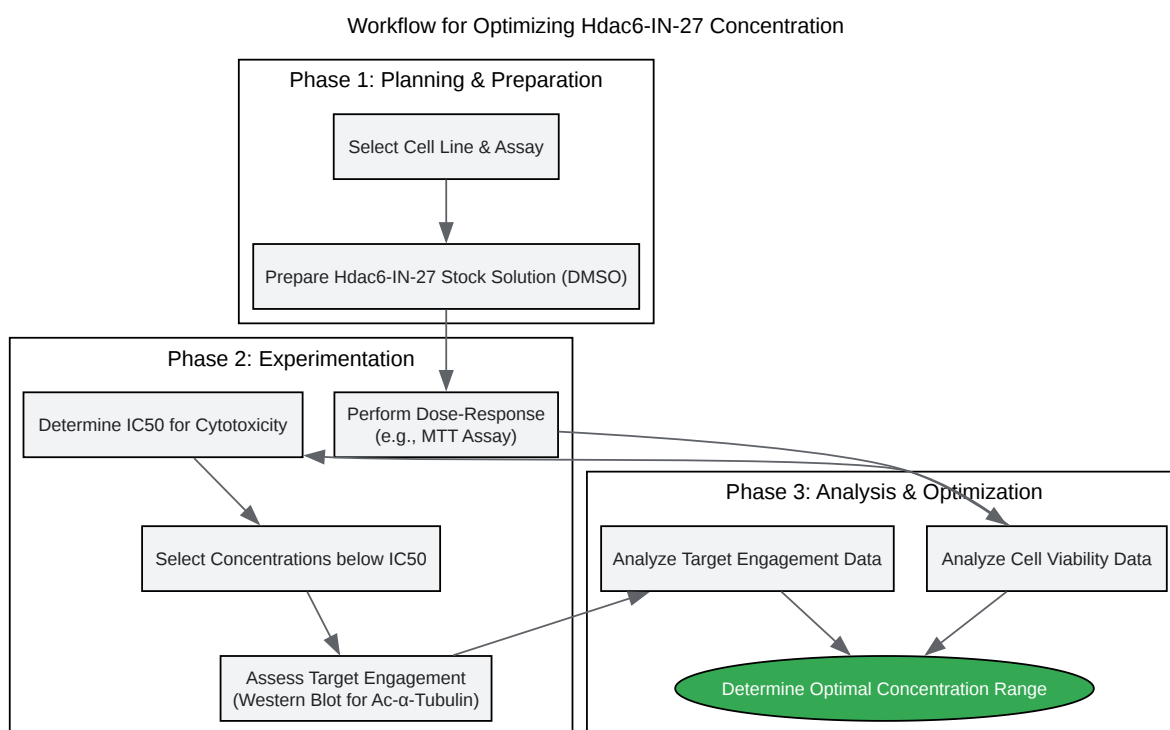 Workflow for Optimizing Hdac6-IN-27 Concentration
Phase 1: Planning & Preparation
Select Cell Line & Assay
Prepare Hdac6-IN-27 Stock Solution (DMSO)
Phase 2: Experimentation
Determine IC50 for Cytotoxicity
Perform Dose-Response
(e.g., MTT Assay)
Select Concentrations below IC50
Assess Target Engagement
(Western Blot for Ac-α-Tubulin)
Phase 3: Analysis & Optimization
Analyze Target Engagement Data
Analyze Cell Viability Data
Determine Optimal Concentration Range